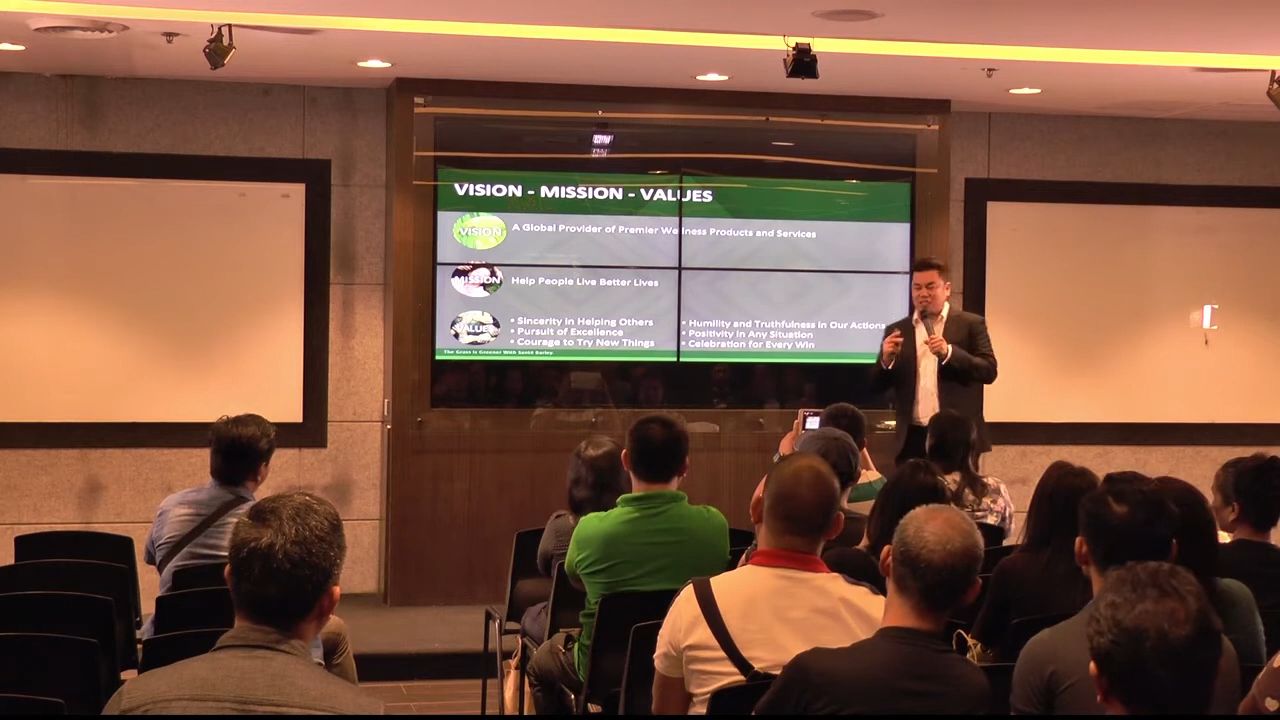 VISION - MISSION - VALUES
VISION
A Global Provider of Premier Wellness Products and Services
MISSION
Help People Live Better Lives
VALUES
• Sincerity in Helping Others
• Pursuit of Excellence
• Courage to Try New Things
• Humility and Truthfulness in Our Actions
• Positivity in Any Situation
• Celebration for Every Win
The Grass is Greener With Santé Barley